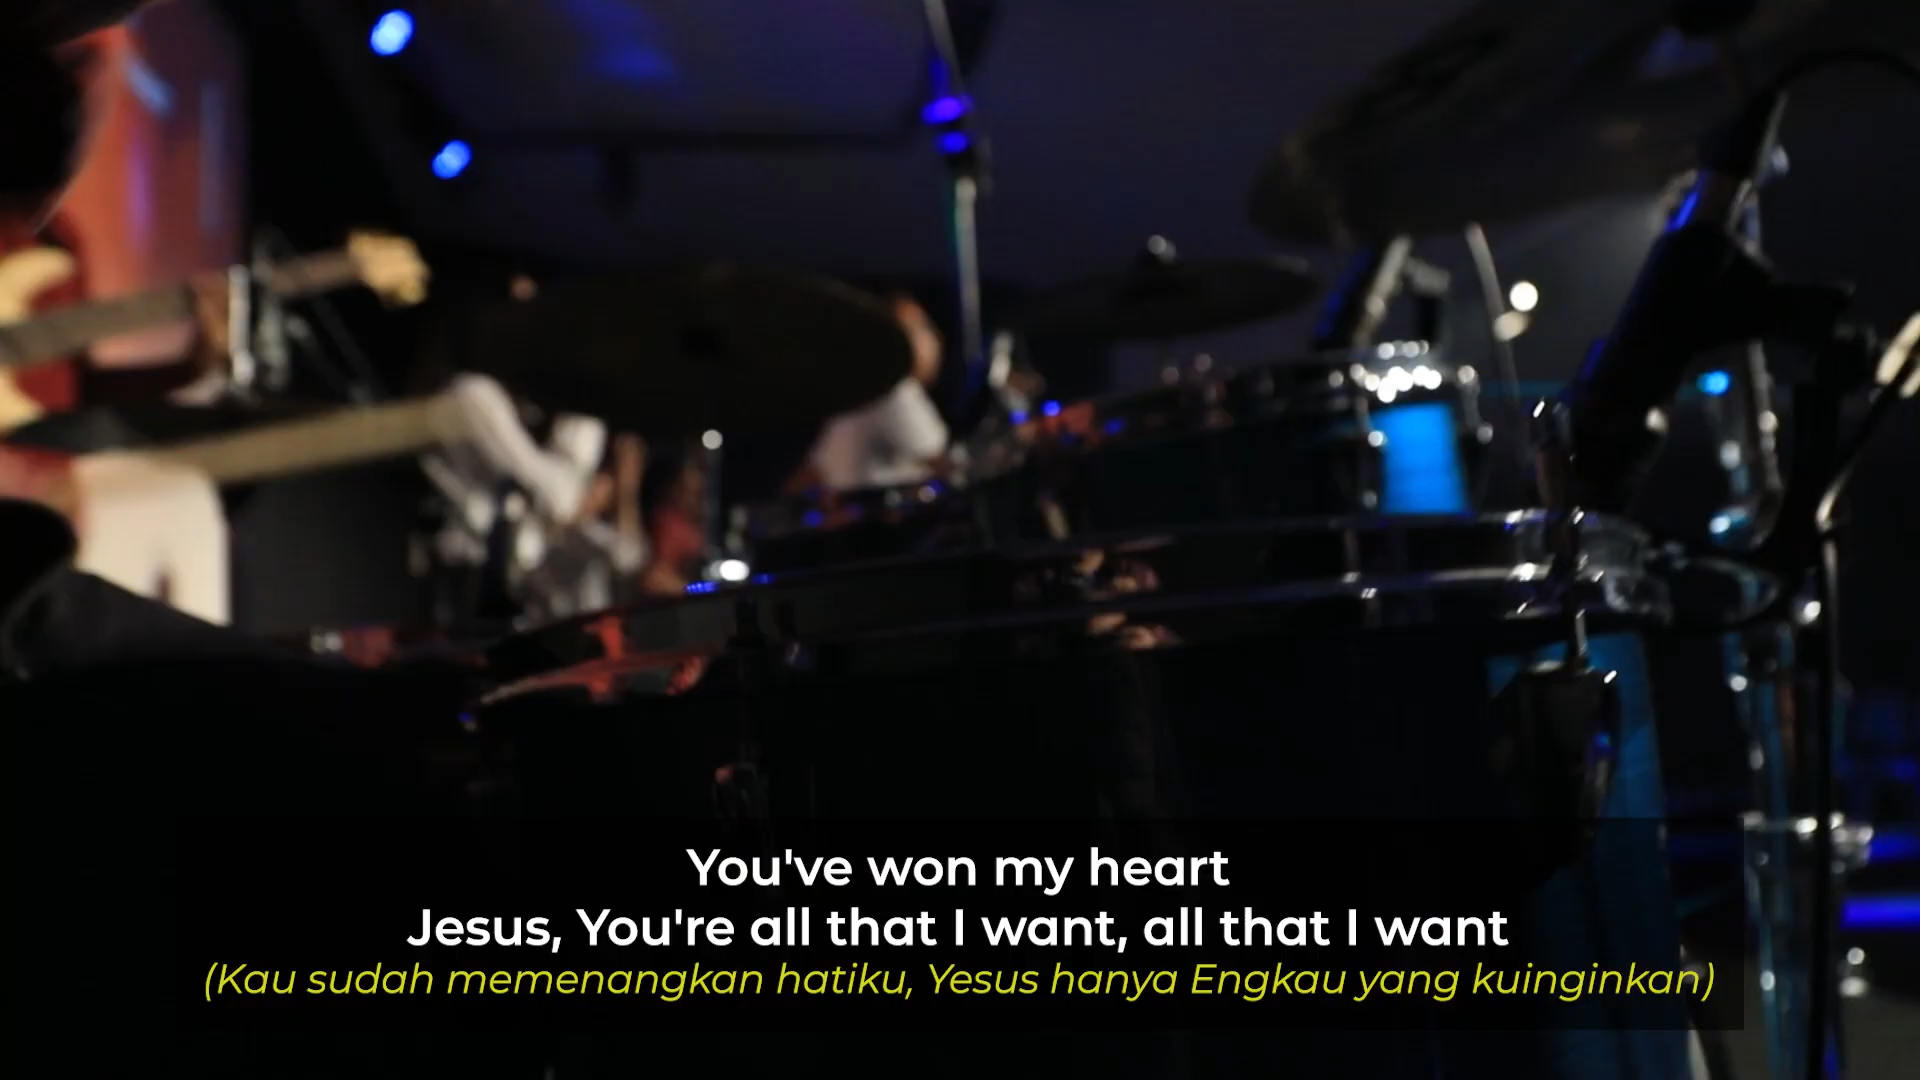 You've won my heart
Jesus, You're all that I want, all that I want
(Kau sudah memenangkan hatiku, Yesus hanya Engkau yang kuinginkan)